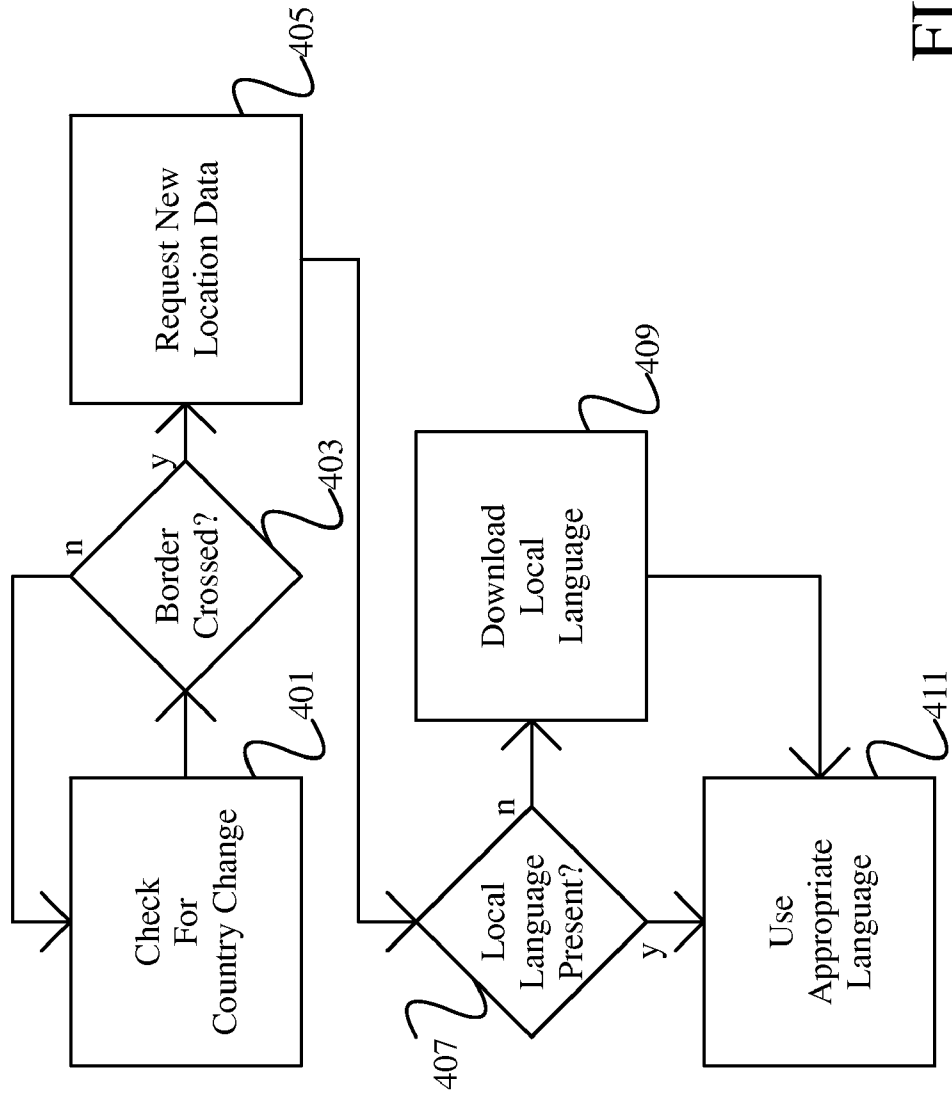 Check
For
Country Change
401
Border
Crossed?
n
y
403
Request New
Location Data
405
Local
Language
Present?
n
y
407
Download
Local
Language
409
Use
Appropriate
Language
411